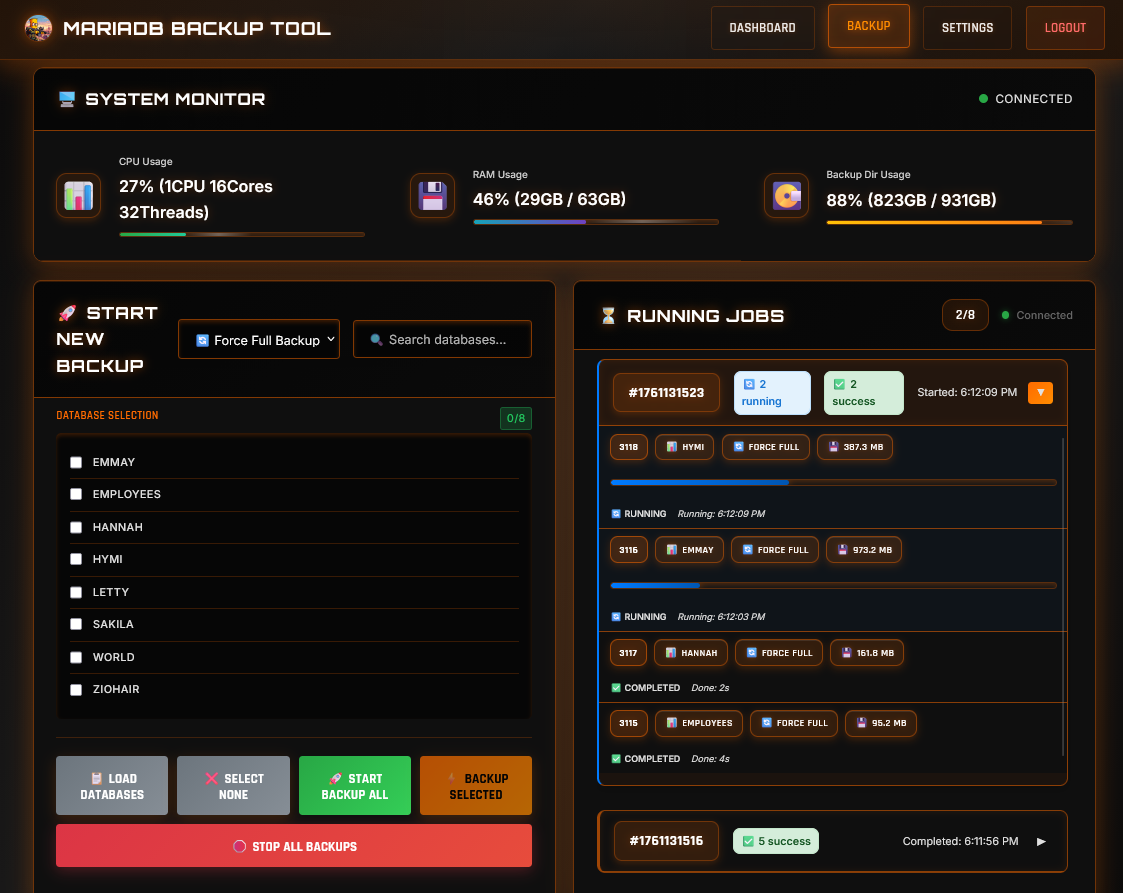 MARIADB BACKUP TOOL
DASHBOARD
BACKUP
SETTINGS
LOGOUT
SYSTEM MONITOR
CONNECTED
CPU Usage
27% (1CPU 16Cores
32Threads)
RAM Usage
46% (29GB / 63GB)
Backup Dir Usage
88% (823GB / 931GB)
START
NEW
BACKUP
Force Full Backup
Search databases...
DATABASE SELECTION
0/8
EMMAY
EMPLOYEES
HANNAH
HYMI
LETTY
SAKILA
WORLD
ZIOHAIR
LOAD
DATABASES
SELECT
NONE
START
BACKUP ALL
BACKUP
SELECTED
STOP ALL BACKUPS
RUNNING JOBS
2/8
Connected
#1761131523
2
running
2
success
Started: 6:12:09 PM
3118
HYMI
FORCE FULL
387.3 MB
RUNNING
Running: 6:12:09 PM
3116
EMMAY
FORCE FULL
973.2 MB
RUNNING
Running: 6:12:03 PM
3117
HANNAH
FORCE FULL
161.8 MB
COMPLETED
Done: 2s
3115
EMPLOYEES
FORCE FULL
95.2 MB
COMPLETED
Done: 4s
#1761131516
5 success
Completed: 6:11:56 PM